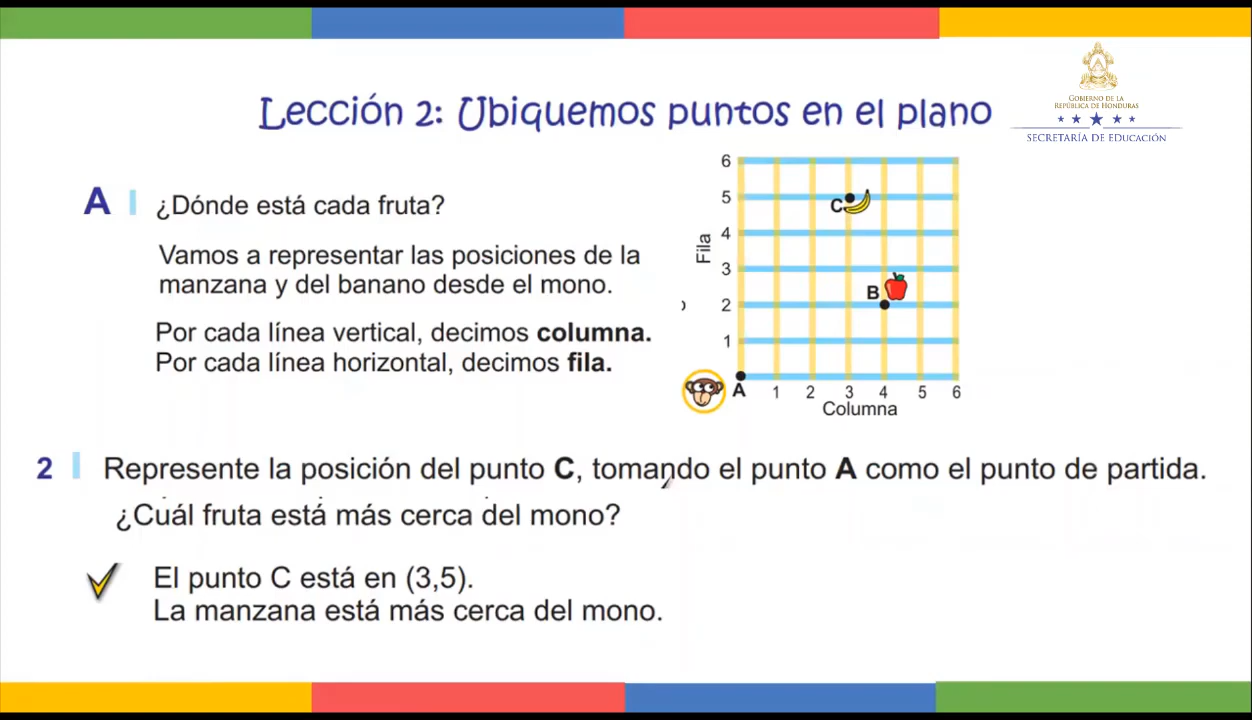 GOBIERNO DE LA
REPÚBLICA DE HONDURAS
SECRETARÍA DE EDUCACIÓN
Lección 2: Ubiquemos puntos en el plano
A
¿Dónde está cada fruta?
Vamos a representar las posiciones de la
manzana y del banano desde el mono.
Por cada línea vertical, decimos columna.
Por cada línea horizontal, decimos fila.
Fila
6
5
4
3
2
1
C
B
A 1 2 3 4 5 6
Columna
2 Represente la posición del punto C, tomando el punto A como el punto de partida.
¿Cuál fruta está más cerca del mono?
El punto C está en (3,5).
La manzana está más cerca del mono.